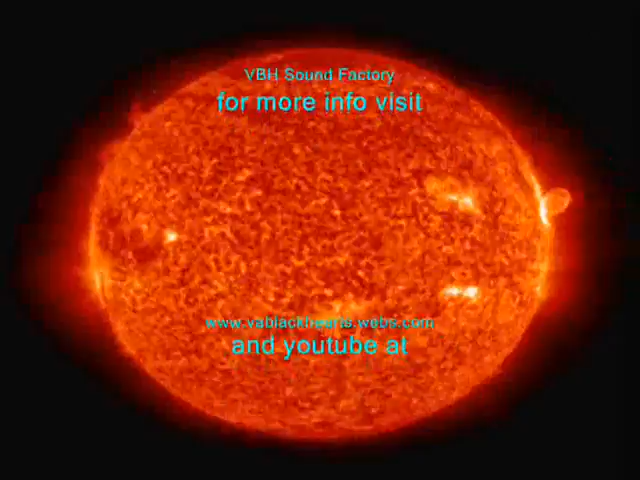 VBH Sound Factory
for more info visit
www.vablackhearts.webs.com
and youtube at